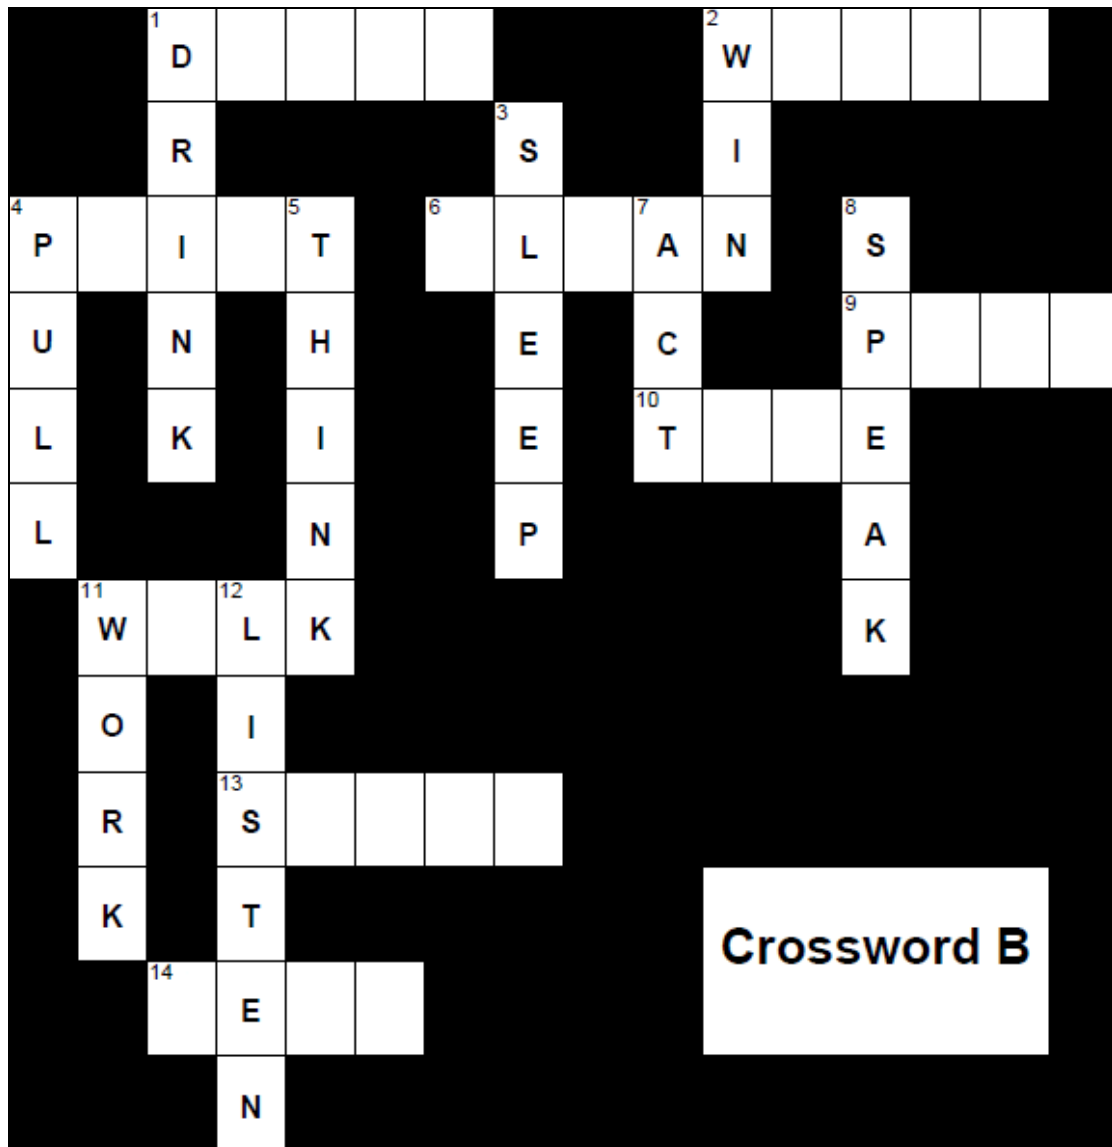 1 D 2 W
R 3 S I
4 P I 5 T 6 L 7 A N 8 S
U N H E C 9 P
L K I E 10 T E
L N P A
11 W 12 L K K
O I
R 13 S
K T
Crossword B
14 E
N